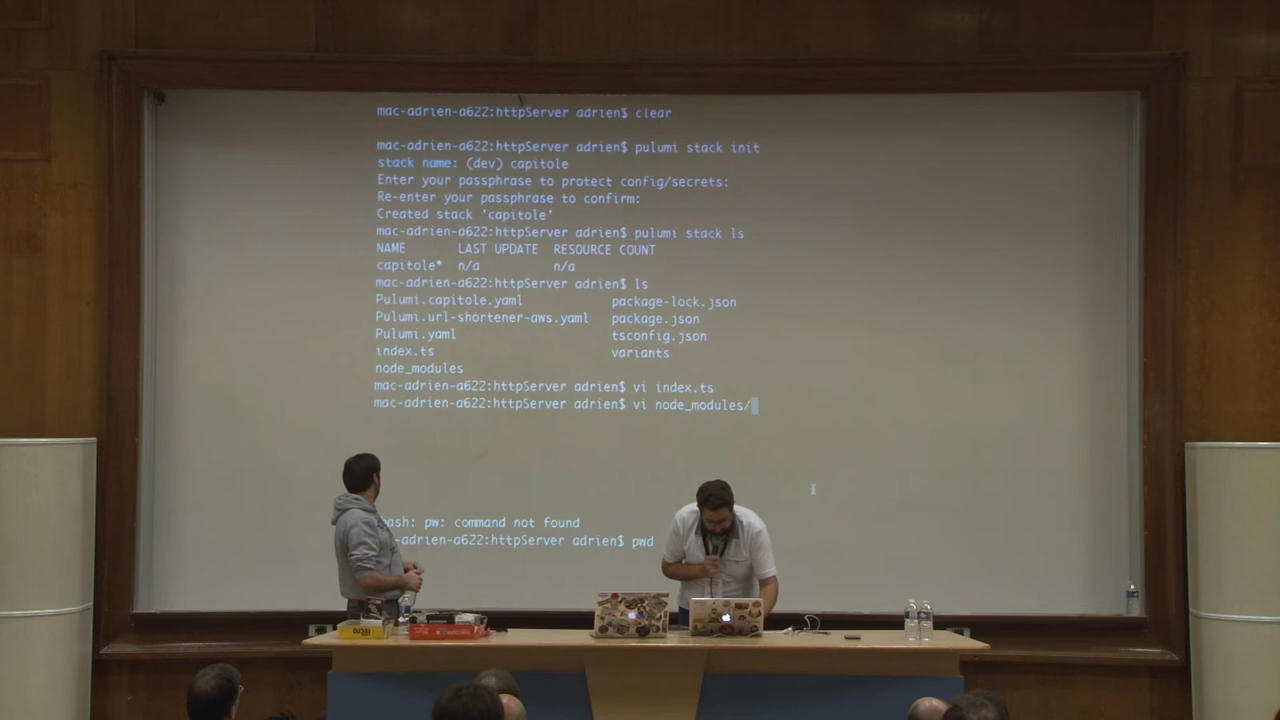 mac-adrien-a622:httpServer adrien$ clear
mac-adrien-a622:httpServer adrien$ pulumi stack init
stack name: (dev) capitole
Enter your passphrase to protect config/secrets:
Re-enter your passphrase to confirm:
Created stack 'capitole'
mac-adrien-a622:httpServer adrien$ pulumi stack ls
NAME LAST UPDATE RESOURCE COUNT
capitole* n/a n/a
mac-adrien-a622:httpServer adrien$ ls
Pulumi.capitole.yaml package-lock.json
Pulumi.url-shortener-aws.yaml package.json
Pulumi.yaml tsconfig.json
index.ts variants
node_modules
mac-adrien-a622:httpServer adrien$ vi index.ts
mac-adrien-a622:httpServer adrien$ vi node_modules/
ash: pw: command not found
-adrien-a622:httpServer adrien$ pwd